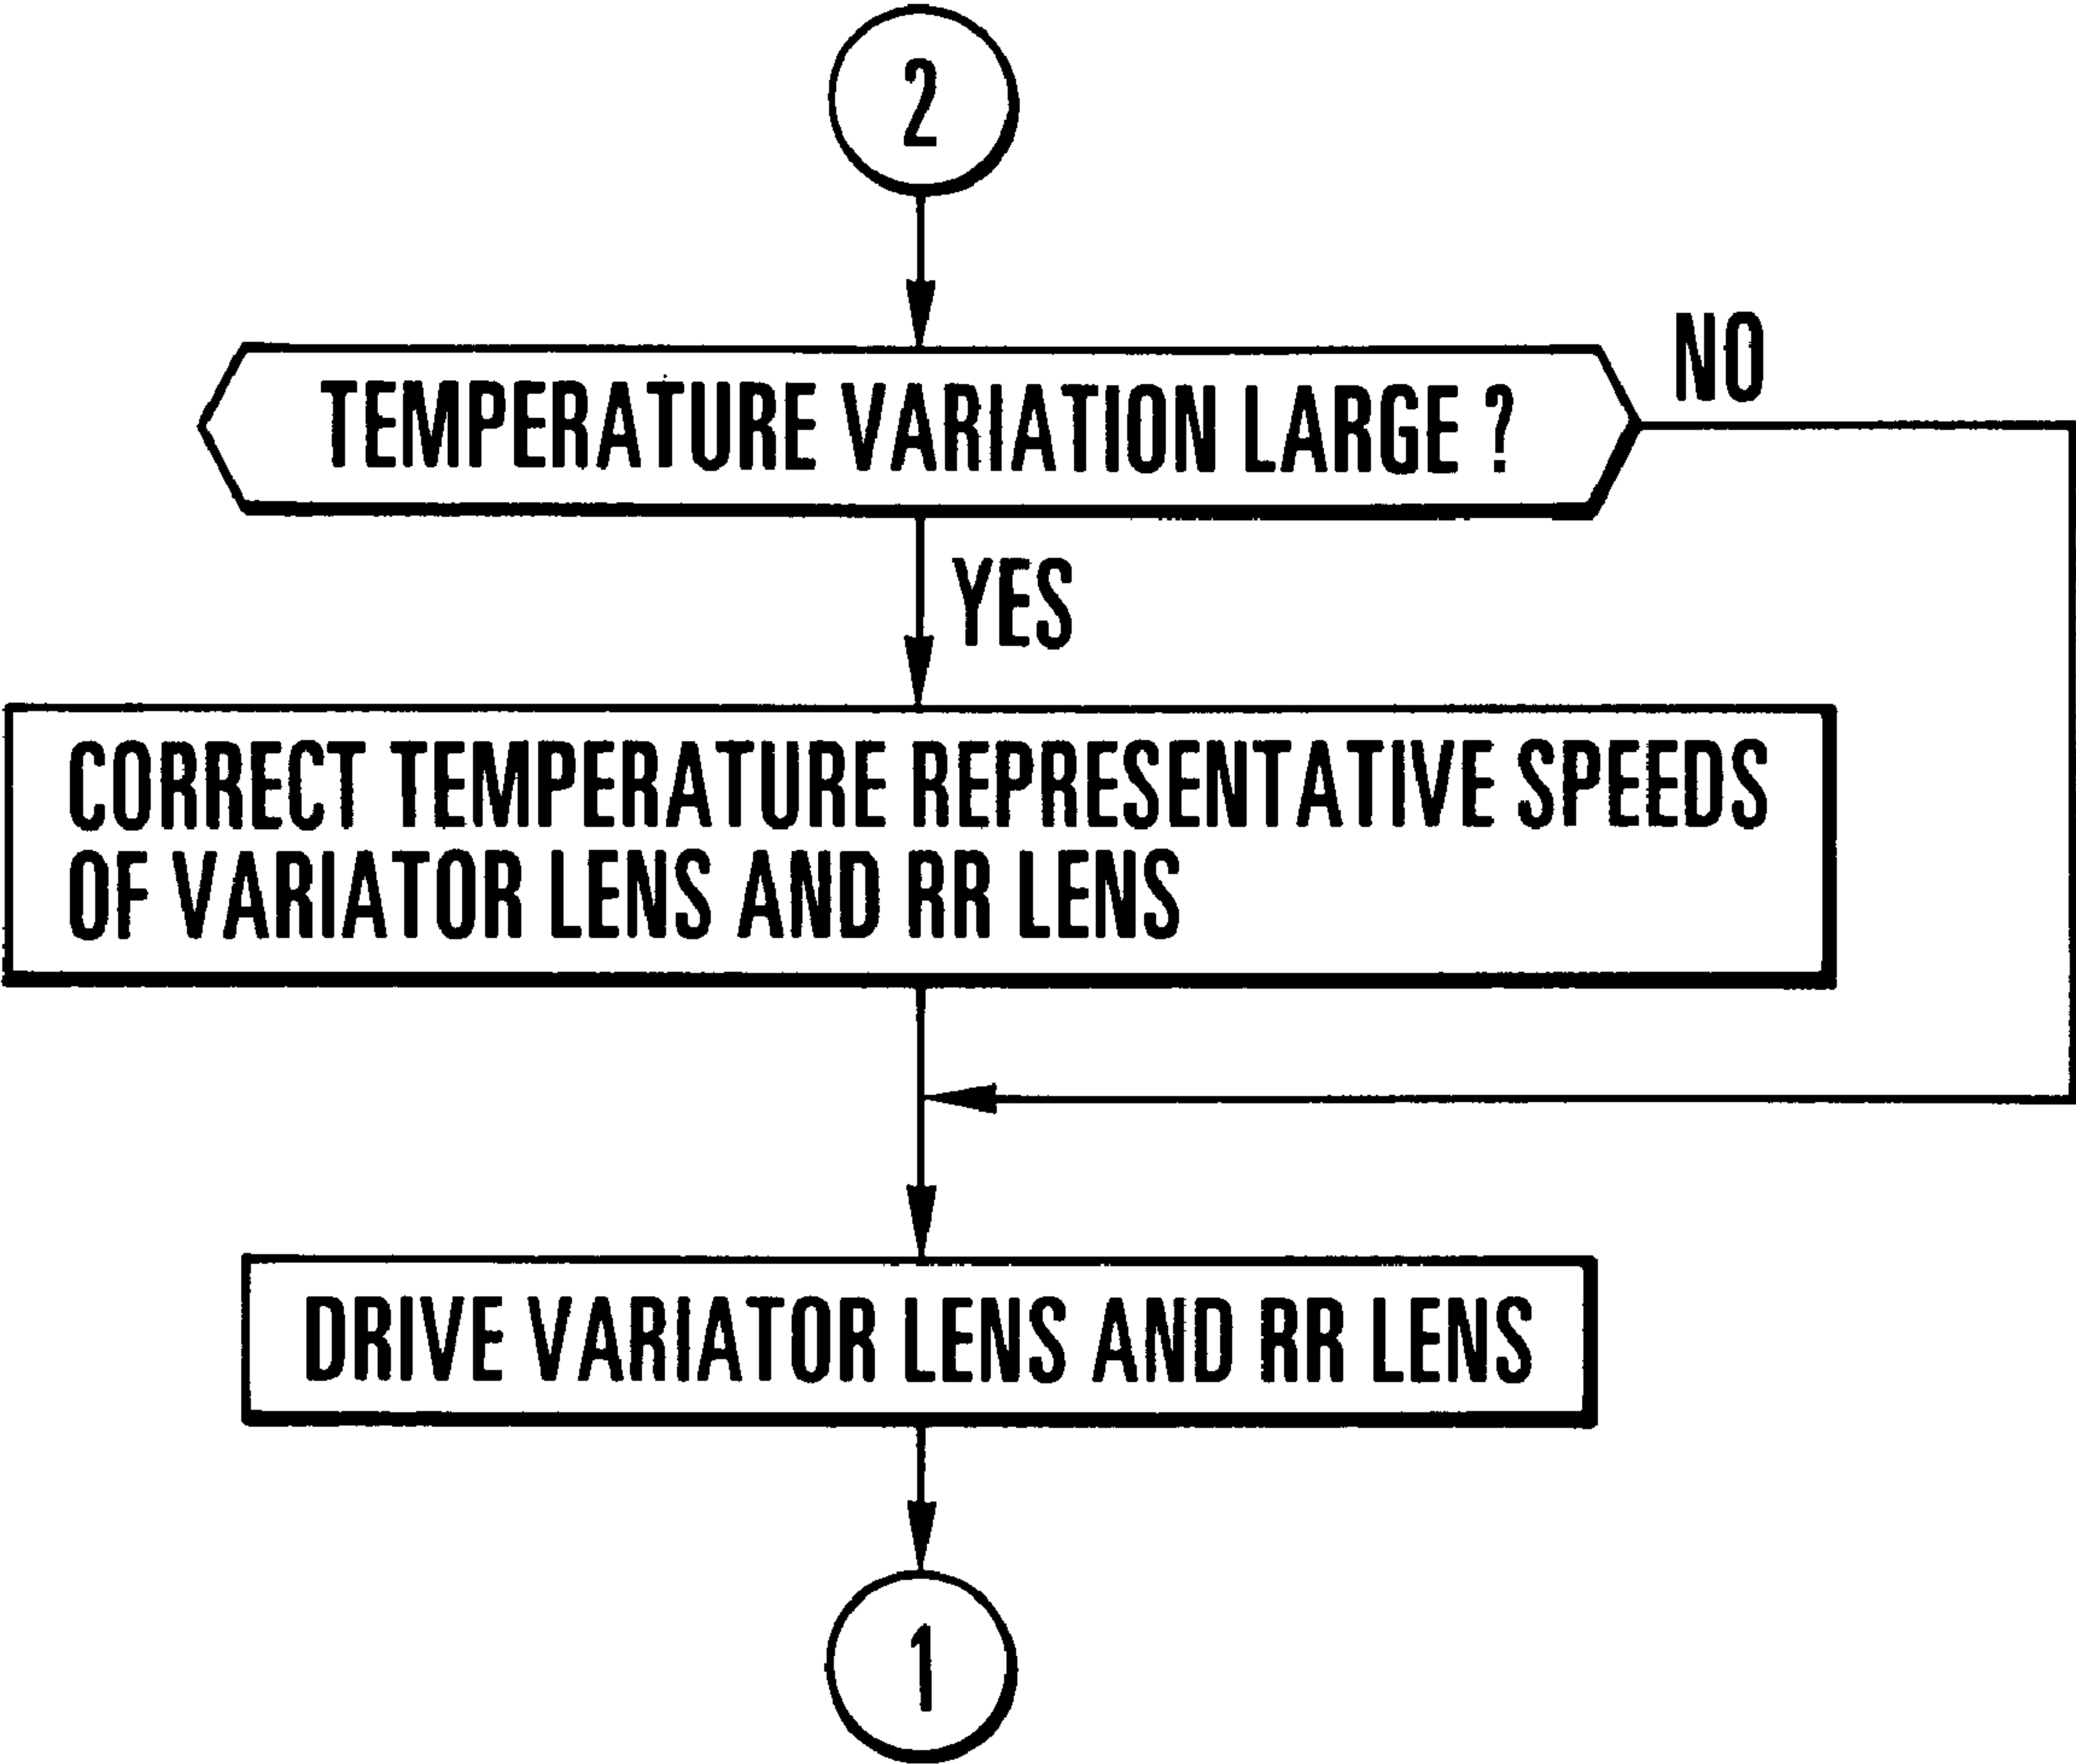 2
TEMPERATURE VARIATION LARGE ?
NO
YES
CORRECT TEMPERATURE REPRESENTATIVE SPEEDS
OF VARIATOR LENS AND RR LENS
DRIVE VARIATOR LENS AND RR LENS
1